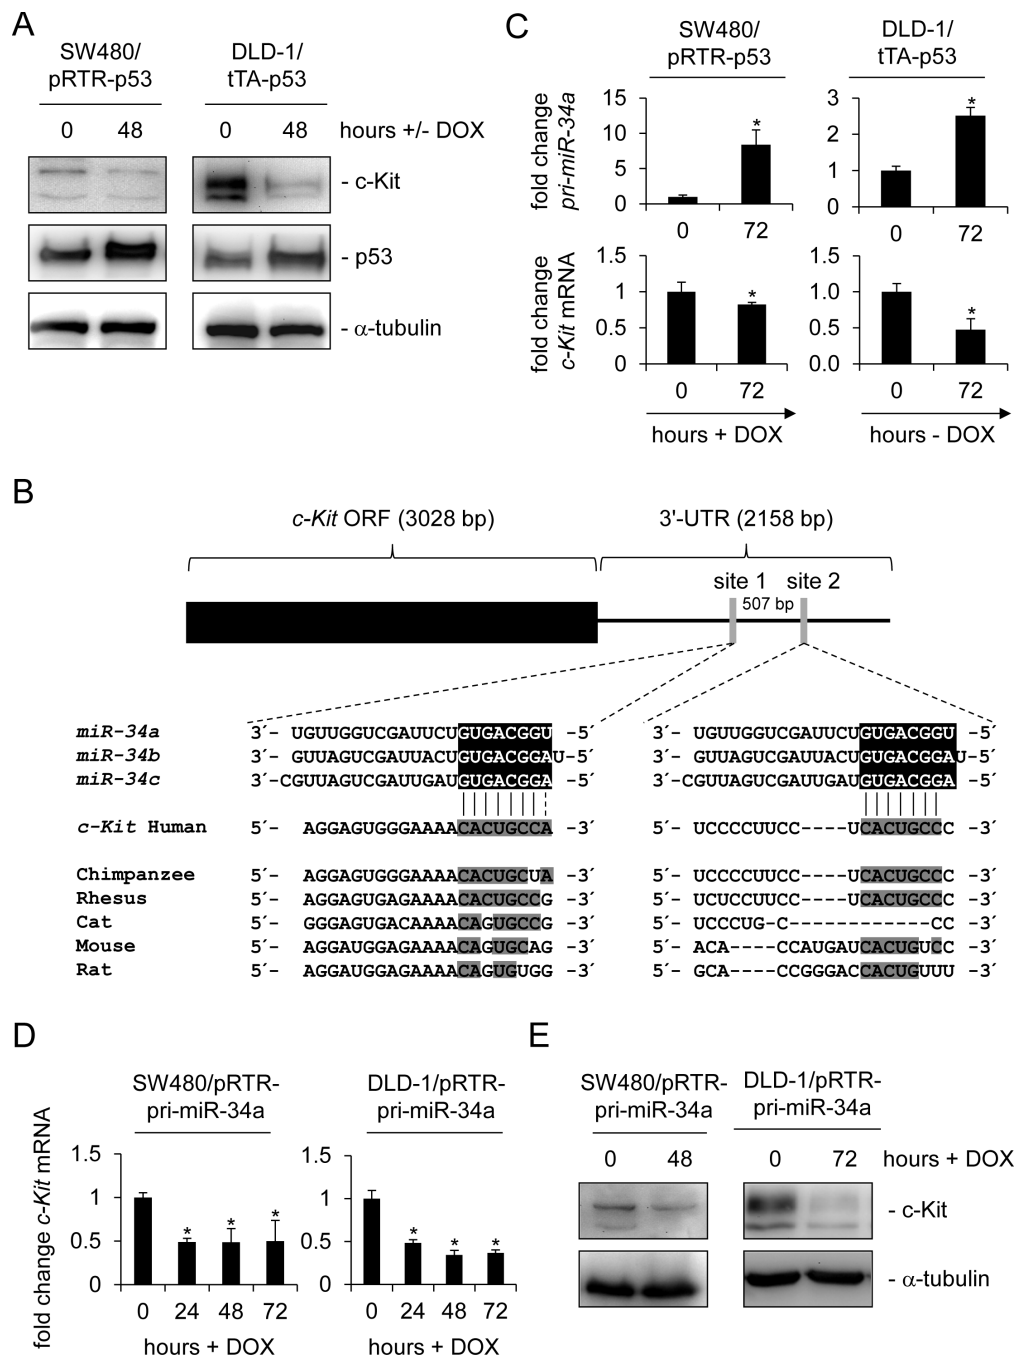 A
SW480/
pRTR-p53
DLD-1/
tTA-p53
0 48 0 48 hours +/- DOX
- c-Kit
- p53
- α-tubulin
C
SW480/
pRTR-p53
DLD-1/
tTA-p53
fold change
pri-miR-34a
15
10
5
0
*
0 72
3
2
1
0
*
0 72
fold change
c-Kit mRNA
1.5
1.0
0.5
0
*
0 72
hours + DOX
1.5
1.0
0.5
0.0
*
0 72
hours - DOX
B
c-Kit ORF (3028 bp) 3'-UTR (2158 bp)
site 1 site 2
507 bp
miR-34a 3´- UGUUGGUCGAUUCUGUGACGGU -5´ 3´- UGUUGGUCGAUUCUGUGACGGU -5´
miR-34b 3´- GUUAGUCGAUUACUGUGACGGAU-5´ 3´- GUUAGUCGAUUACUGUGACGGAU-5´
miR-34c 3´-CGUUAGUCGAUUGAUGUGACGGA -5´ 3´-CGUUAGUCGAUUGAUGUGACGGA -5´
c-Kit Human 5´- AGGAGUGGGAAAACACUGCCA -3´ 5´- UCCCCUUCC----UCACUGCCC -3´
Chimpanzee 5´- AGGAGUGGGAAAACACUGCUA -3´ 5´- UCCCCUUCC----UCACUGCCC -3´
Rhesus 5´- AGGAGUGAGAAAACACUGCCG -3´ 5´- UCUCCUUCC----UCACUGCCC -3´
Cat 5´- GGGAGUGACAAAACAGUGCCG -3´ 5´- UCCCUG-C------------CC -3´
Mouse 5´- AGGAUGGAGAAAACAGUGCAG -3´ 5´- ACA----CCAUGAUCACUGUCC -3´
Rat 5´- AGGAUGGAGAAAACAGUGUGG -3´ 5´- GCA----CCGGGACCACUGUUU -3´
D
SW480/pRTR-
pri-miR-34a
DLD-1/pRTR-
pri-miR-34a
fold change c-Kit mRNA
1.5
1
0.5
0
* * *
0 24 48 72
hours + DOX
1.5
1
0.5
0
* * *
0 24 48 72
hours + DOX
E
SW480/pRTR-
pri-miR-34a
DLD-1/pRTR-
pri-miR-34a
0 48 0 72 hours + DOX
- c-Kit
- α-tubulin